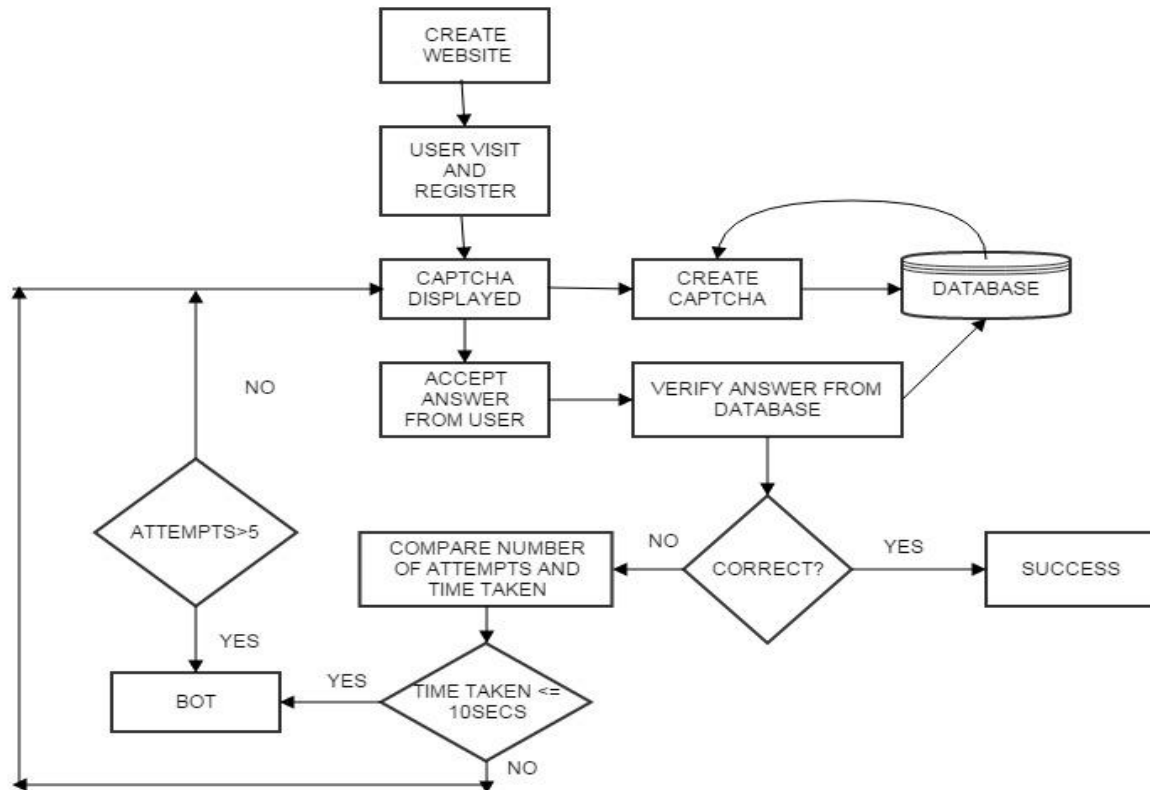 CREATE
WEBSITE
USER VISIT
AND
REGISTER
CAPTCHA
DISPLAYED
CREATE
CAPTCHA
DATABASE
NO
ACCEPT
ANSWER
FROM USER
VERIFY ANSWER FROM
DATABASE
ATTEMPTS>5
COMPARE NUMBER
OF ATTEMPTS AND
TIME TAKEN
NO
CORRECT?
YES
SUCCESS
YES
BOT
YES
TIME TAKEN <=
10SECS
NO